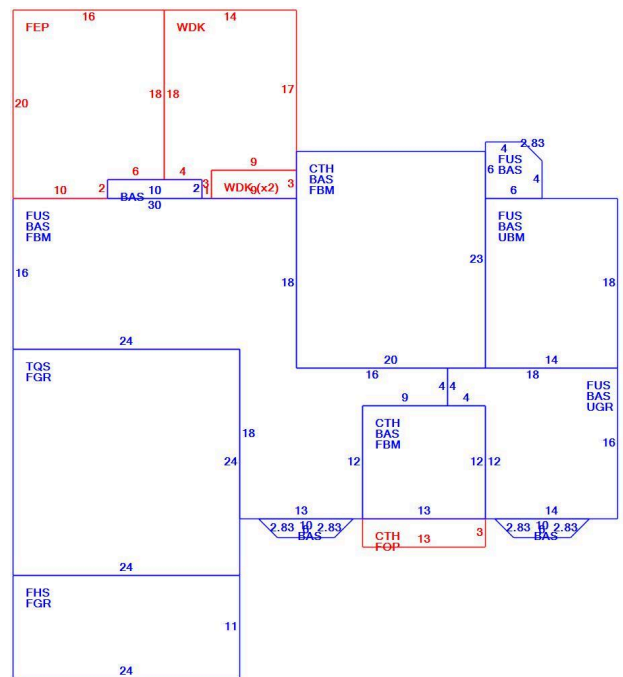 16
14
FEP
WDK
20
18
18
17
4
2.83
6
FUS
BAS
4
6
6
4
9
CTH
BAS
FBM
10
2
BAS
10
2
3
1
WDK (x2)
3
30
FUS
BAS
FBM
FUS
BAS
UBM
16
18
23
18
24
20
14
TQS
FGR
16
4
4
18
FUS
BAS
UGR
9
4
18
24
CTH
BAS
FBM
16
12
12
12
13
13
14
2.83
10
2.83
BAS
CTH
FOP
13
3
2.83
10
2.83
BAS
24
FHS
FGR
11
24